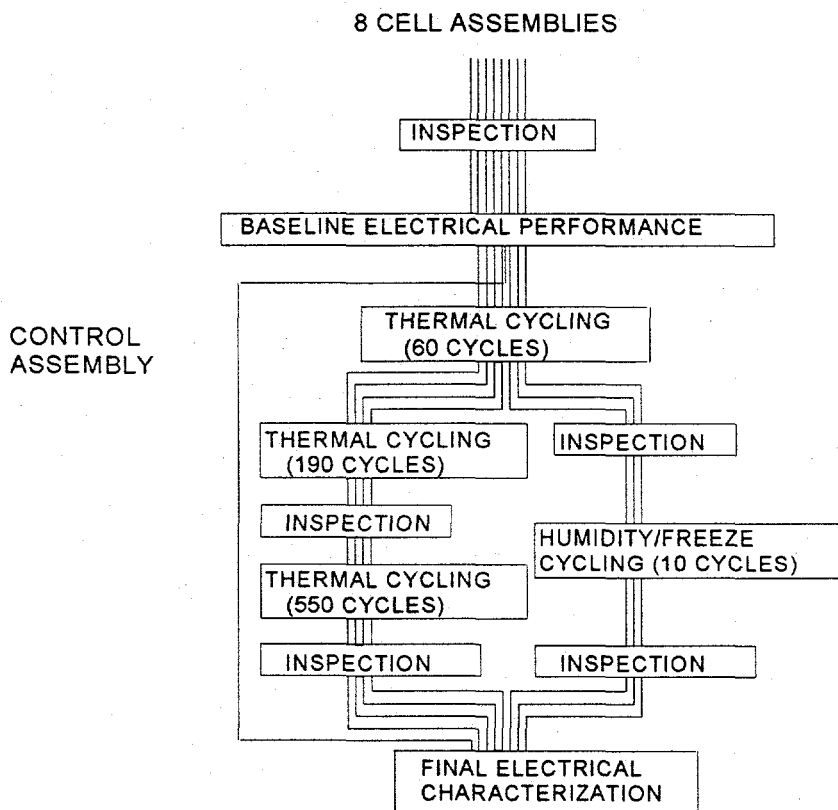 8 CELL ASSEMBLIES
INSPECTION
BASELINE ELECTRICAL PERFORMANCE
CONTROL
ASSEMBLY
THERMAL CYCLING
(60 CYCLES)
THERMAL CYCLING
(190 CYCLES)
INSPECTION
THERMAL CYCLING
(550 CYCLES)
INSPECTION
INSPECTION
HUMIDITY/FREEZE
CYCLING (10 CYCLES)
INSPECTION
FINAL ELECTRICAL
CHARACTERIZATION